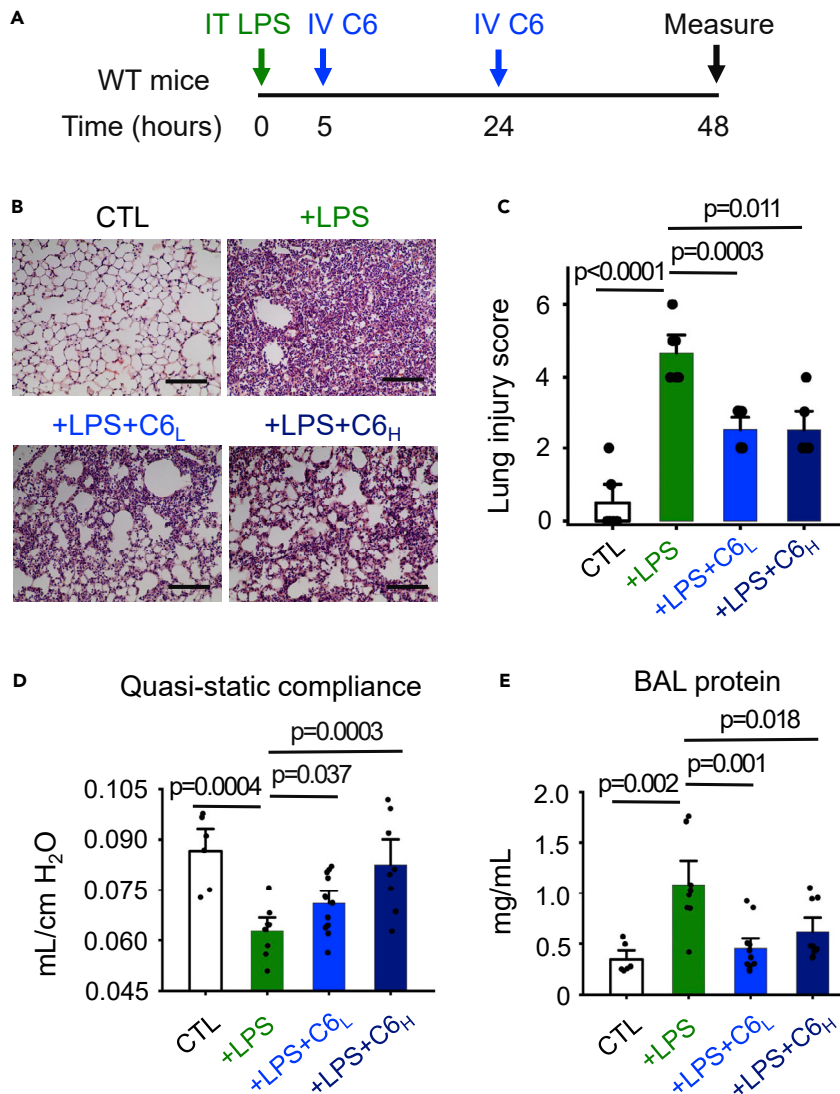 A
IT LPS IV C6 IV C6 Measure
WT mice
Time (hours) 0 5 24 48
B
CTL +LPS
+LPS+C6L +LPS+C6H
C
p=0.011
p=0.0003
p<0.0001
Lung injury score
6
4
2
0
CTL
+LPS
+LPS+C6L
+LPS+C6H
D
Quasi-static compliance
p=0.0003
p=0.0004 p=0.037
mL/cm H2O
0.105
0.090
0.075
0.060
0.045
CTL
+LPS
+LPS+C6L
+LPS+C6H
E
BAL protein
p=0.018
p=0.001
p=0.002
mg/mL
2.0
1.5
1.0
0.5
0
CTL
+LPS
+LPS+C6L
+LPS+C6H